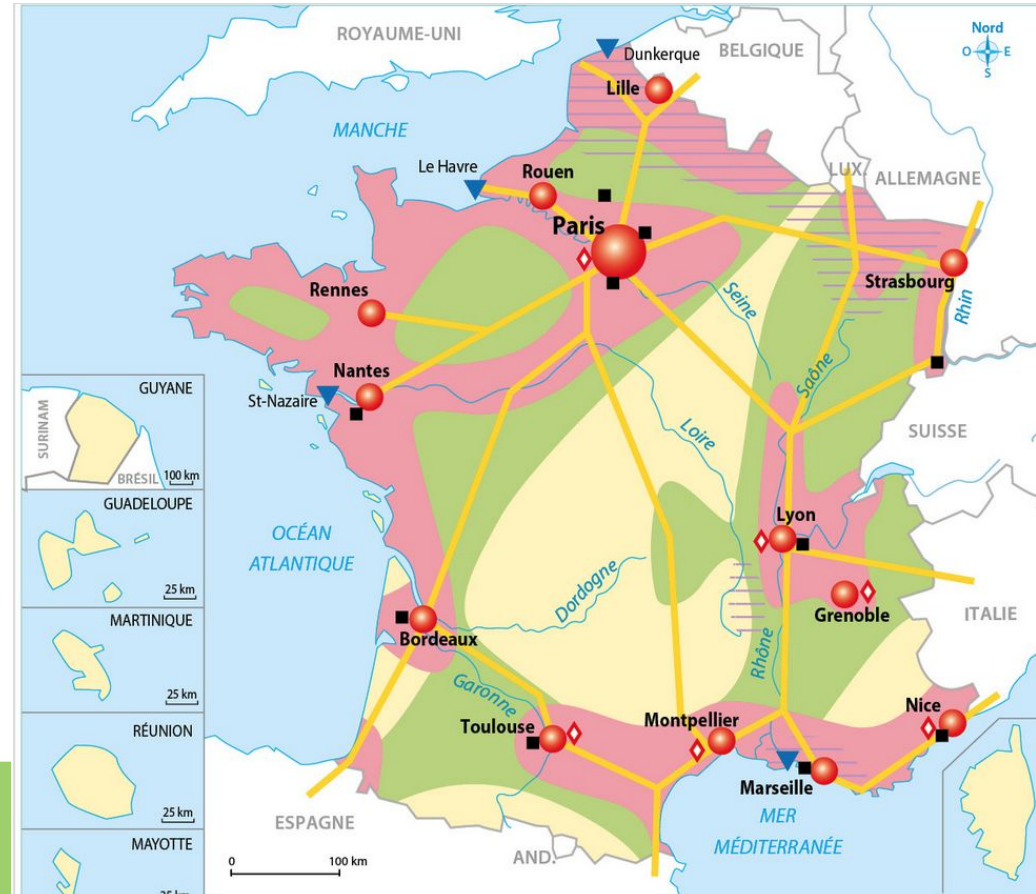 Nord
O E
S
ROYAUME-UNI
Dunkerque
BELGIQUE
Lille
MANCHE
Le Havre
Rouen
LUX.
ALLEMAGNE
Paris
Strasbourg
Rennes
Seine
Rhin
Nantes
Saône
St-Nazaire
Loire
SUISSE
GUYANE
SURINAM
BRÉSIL
100 km
GUADELOUPE
25 km
OCÉAN
ATLANTIQUE
Lyon
Dordogne
Grenoble
ITALIE
MARTINIQUE
25 km
Bordeaux
Rhône
Garonne
Toulouse
Montpellier
Nice
RÉUNION
25 km
Marseille
MER
MÉDITERRANÉE
ESPAGNE
AND.
MAYOTTE
0 100 km